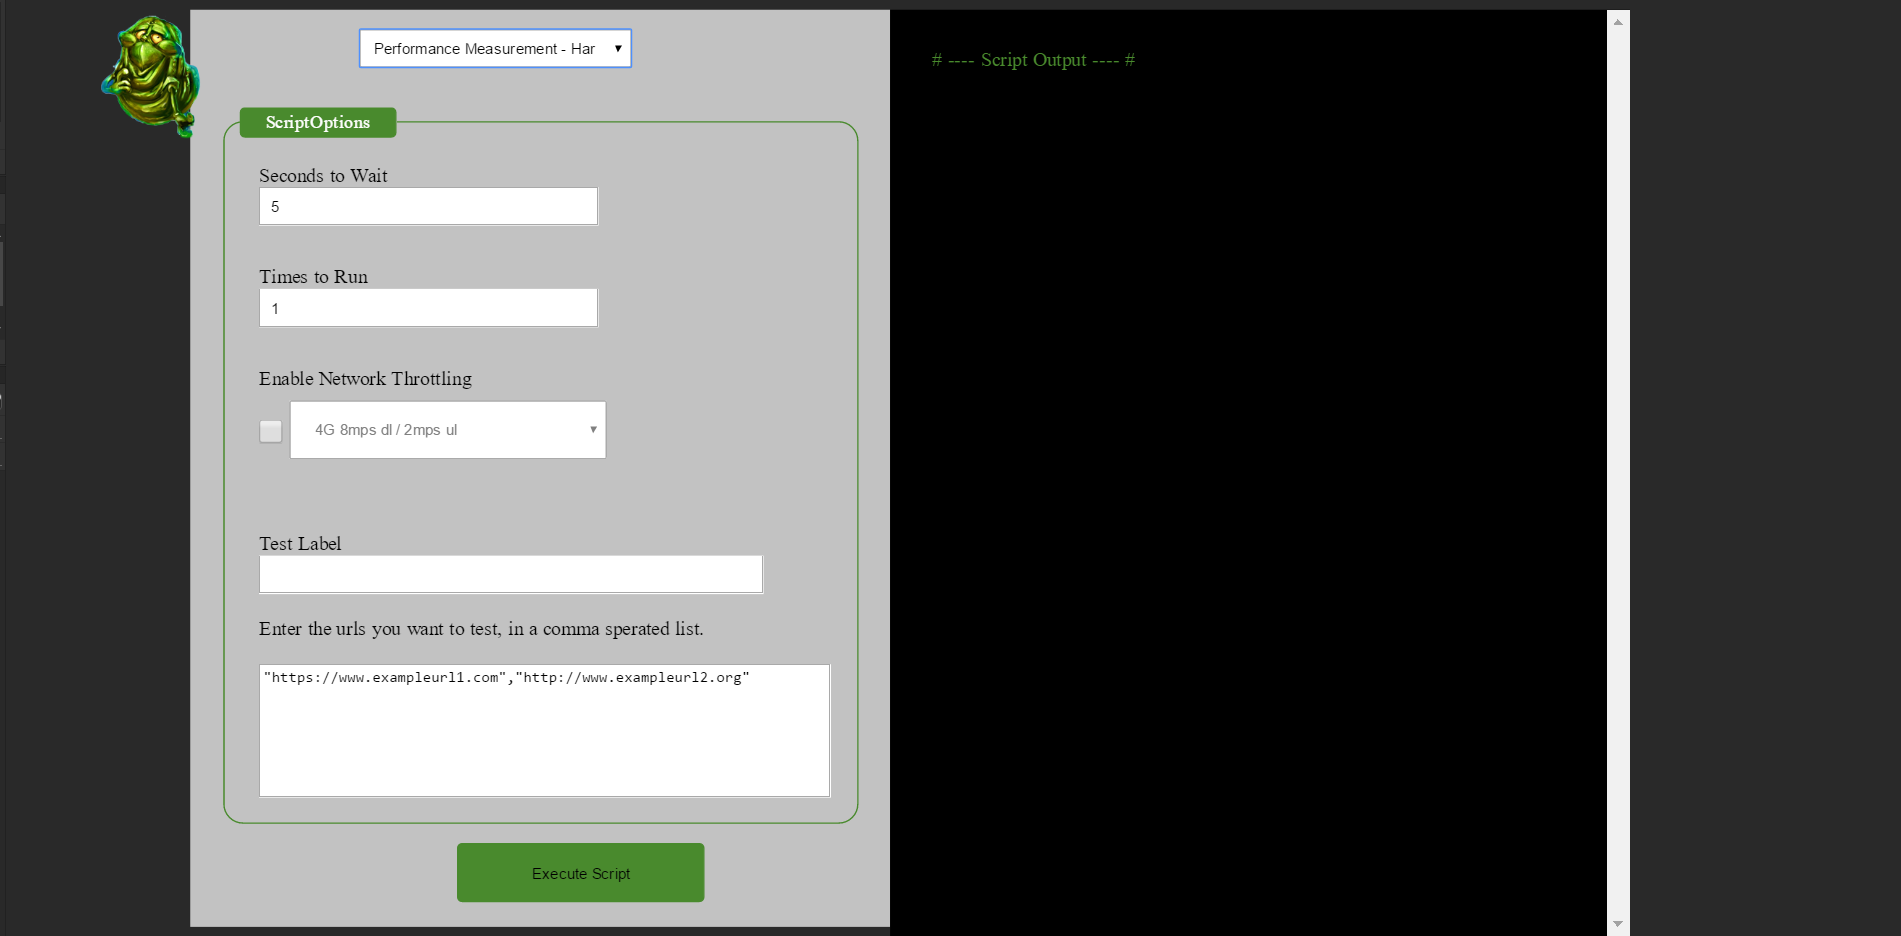 Performance Measurement - Har
# ---- Script Output ---- #
ScriptOptions
Seconds to Wait
5
Times to Run
1
Enable Network Throttling
4G 8mps dl / 2mps ul
Test Label
Enter the urls you want to test, in a comma sperated list.
"https://www.exampleurl1.com","http://www.exampleurl2.org"
Execute Script